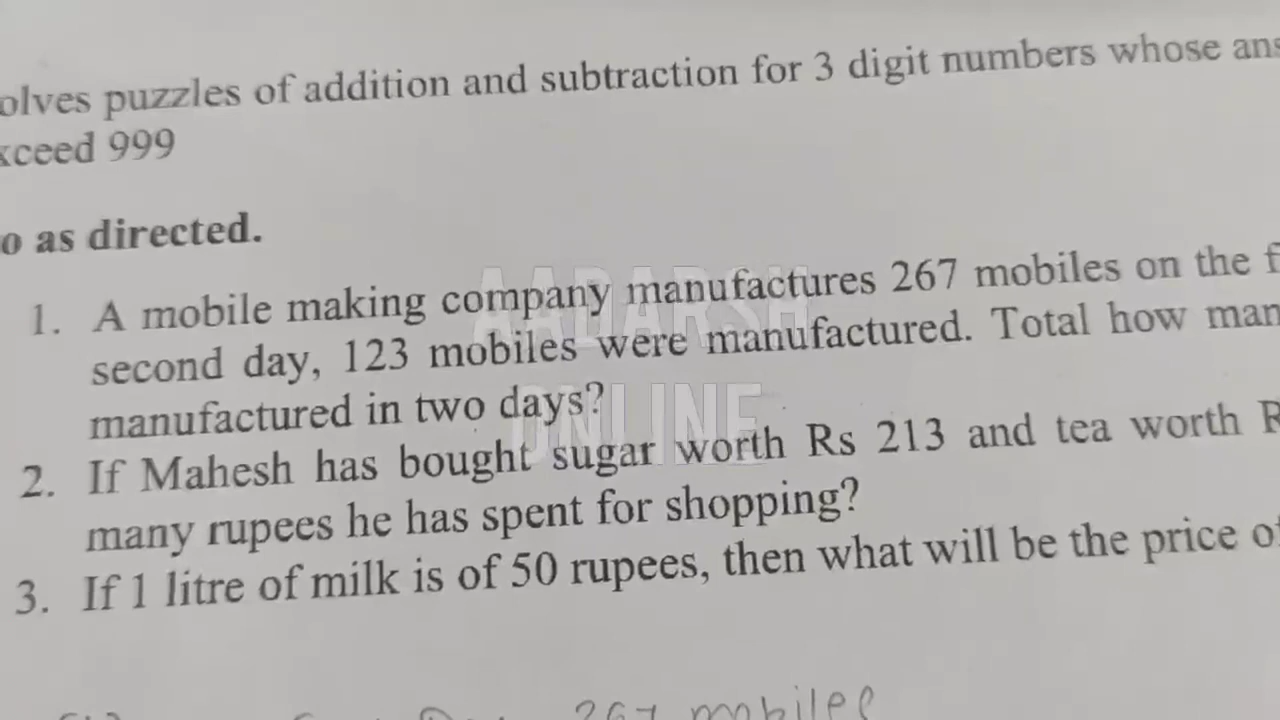 olves puzzles of addition and subtraction for 3 digit numbers whose ans
xceed 999
o as directed.
1. A mobile making company manufactures 267 mobiles on the f
second day, 123 mobiles were manufactured. Total how man
manufactured in two days?
2. If Mahesh has bought sugar worth Rs 213 and tea worth R
many rupees he has spent for shopping?
3. If 1 litre of milk is of 50 rupees, then what will be the price o
267 mobiles
AADARSH
ONLINE